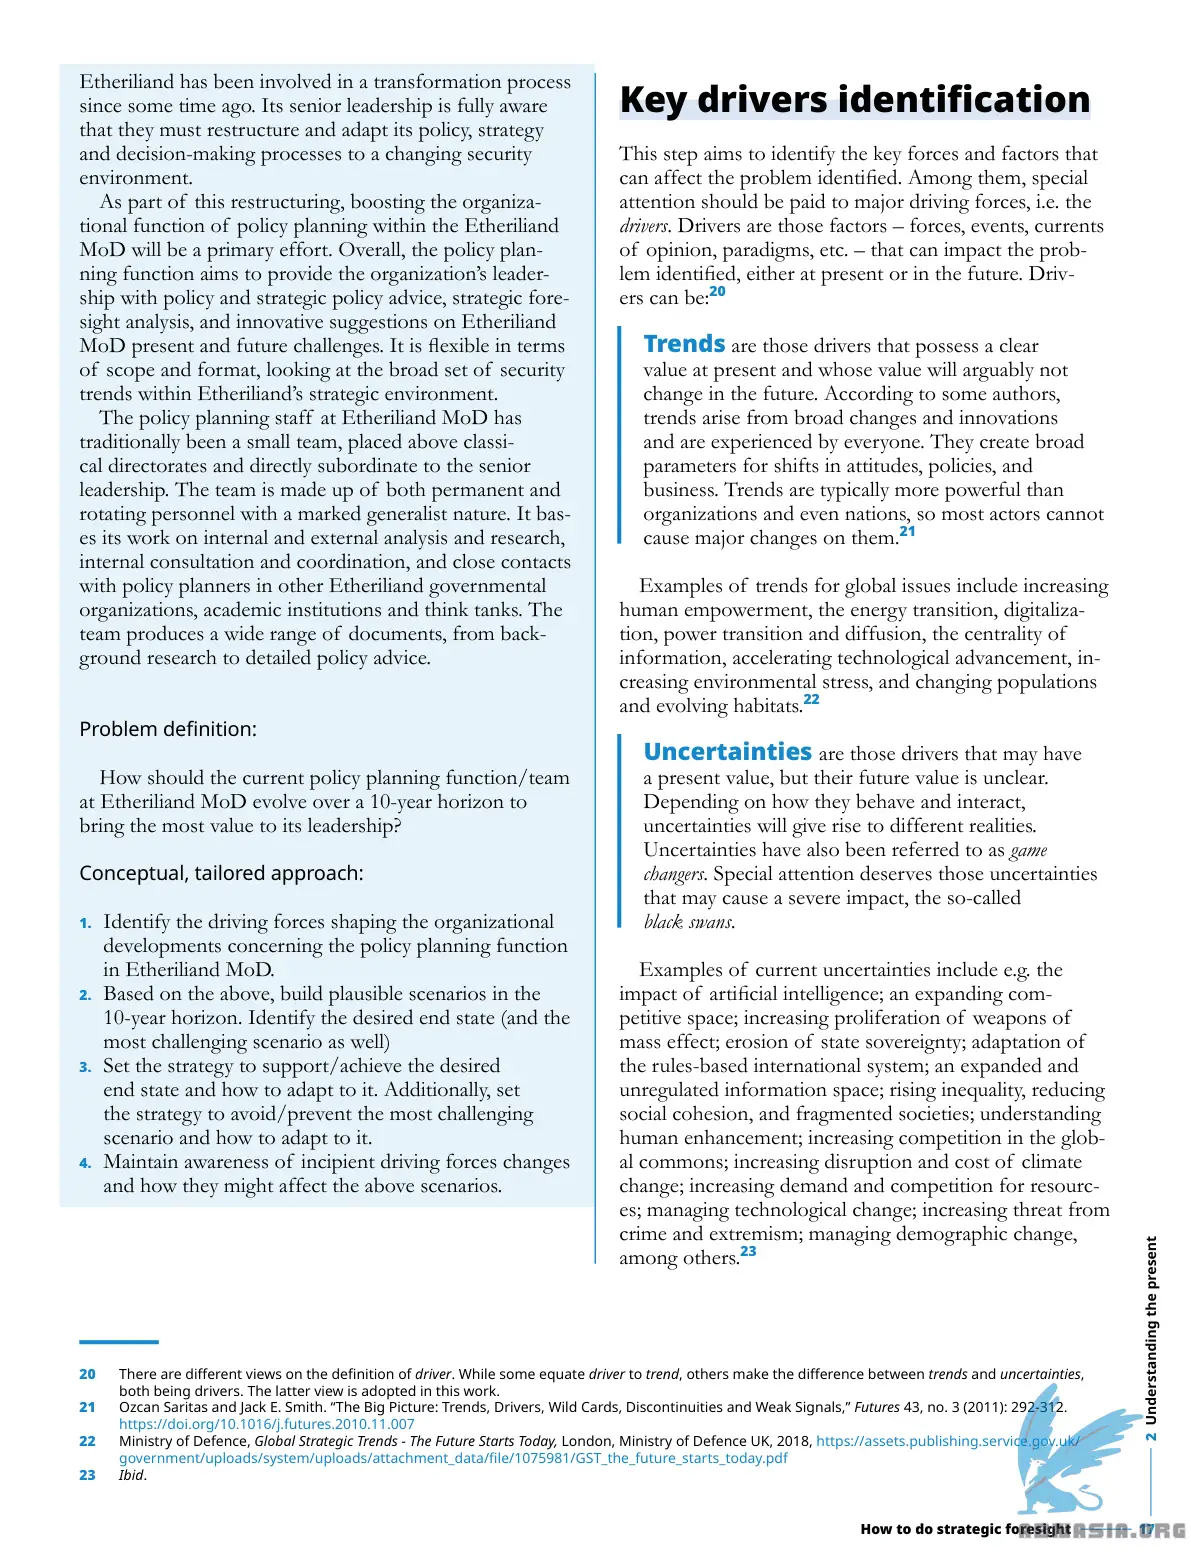 Etheriliand has been involved in a transformation process
since some time ago. Its senior leadership is fully aware
that they must restructure and adapt its policy, strategy
and decision-making processes to a changing security
environment.
As part of this restructuring, boosting the organiza-
tional function of policy planning within the Etheriliand
MoD will be a primary effort. Overall, the policy plan-
ning function aims to provide the organization’s leader-
ship with policy and strategic policy advice, strategic fore-
sight analysis, and innovative suggestions on Etheriliand
MoD present and future challenges. It is flexible in terms
of scope and format, looking at the broad set of security
trends within Etheriliand’s strategic environment.
The policy planning staff at Etheriliand MoD has
traditionally been a small team, placed above classi-
cal directorates and directly subordinate to the senior
leadership. The team is made up of both permanent and
rotating personnel with a marked generalist nature. It bas-
es its work on internal and external analysis and research,
internal consultation and coordination, and close contacts
with policy planners in other Etheriliand governmental
organizations, academic institutions and think tanks. The
team produces a wide range of documents, from back-
ground research to detailed policy advice.
Problem definition:
How should the current policy planning function/team
at Etheriliand MoD evolve over a 10-year horizon to
bring the most value to its leadership?
Conceptual, tailored approach:
1. Identify the driving forces shaping the organizational
developments concerning the policy planning function
in Etheriliand MoD.
2. Based on the above, build plausible scenarios in the
10-year horizon. Identify the desired end state (and the
most challenging scenario as well)
3. Set the strategy to support/achieve the desired
end state and how to adapt to it. Additionally, set
the strategy to avoid/prevent the most challenging
scenario and how to adapt to it.
4. Maintain awareness of incipient driving forces changes
and how they might affect the above scenarios.
Key drivers identification
This step aims to identify the key forces and factors that
can affect the problem identified. Among them, special
attention should be paid to major driving forces, i.e. the
drivers. Drivers are those factors – forces, events, currents
of opinion, paradigms, etc. – that can impact the prob-
lem identified, either at present or in the future. Driv-
ers can be:20
Trends are those drivers that possess a clear
value at present and whose value will arguably not
change in the future. According to some authors,
trends arise from broad changes and innovations
and are experienced by everyone. They create broad
parameters for shifts in attitudes, policies, and
business. Trends are typically more powerful than
organizations and even nations, so most actors cannot
cause major changes on them.21
Examples of trends for global issues include increasing
human empowerment, the energy transition, digitaliza-
tion, power transition and diffusion, the centrality of
information, accelerating technological advancement, in-
creasing environmental stress, and changing populations
and evolving habitats.22
Uncertainties are those drivers that may have
a present value, but their future value is unclear.
Depending on how they behave and interact,
uncertainties will give rise to different realities.
Uncertainties have also been referred to as game
changers. Special attention deserves those uncertainties
that may cause a severe impact, the so-called
black swans.
Examples of current uncertainties include e.g. the
impact of artificial intelligence; an expanding com-
petitive space; increasing proliferation of weapons of
mass effect; erosion of state sovereignty; adaptation of
the rules-based international system; an expanded and
unregulated information space; rising inequality, reducing
social cohesion, and fragmented societies; understanding
human enhancement; increasing competition in the glob-
al commons; increasing disruption and cost of climate
change; increasing demand and competition for resourc-
es; managing technological change; increasing threat from
crime and extremism; managing demographic change,
among others.23
20 There are different views on the definition of driver. While some equate driver to trend, others make the difference between trends and uncertainties,
both being drivers. The latter view is adopted in this work.
21 Ozcan Saritas and Jack E. Smith. “The Big Picture: Trends, Drivers, Wild Cards, Discontinuities and Weak Signals,” Futures 43, no. 3 (2011): 292-312.
https://doi.org/10.1016/j.futures.2010.11.007
22 Ministry of Defence, Global Strategic Trends - The Future Starts Today, London, Ministry of Defence UK, 2018, https://assets.publishing.service.gov.uk/
government/uploads/system/uploads/attachment_data/file/1075981/GST_the_future_starts_today.pdf
23 Ibid.
2 Understanding the present
How to do strategic foresight 17